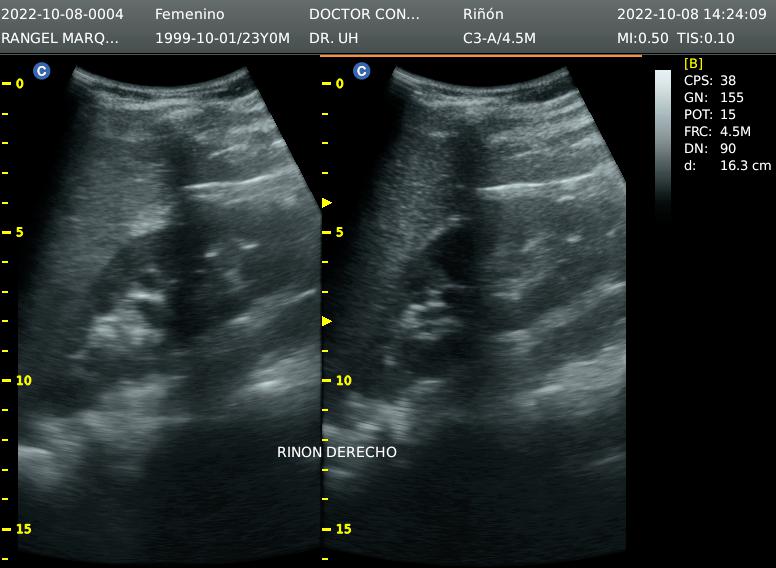 2022-10-08-0004 Femenino DOCTOR CON... Riñón 2022-10-08 14:24:09
RANGEL MARQ... 1999-10-01/23Y0M DR. UH C3-A/4.5M MI:0.50 TIS:0.10
C
C
[B]
CPS: 38
GN: 155
POT: 15
FRC: 4.5M
DN: 90
d: 16.3 cm
0
5
10
15
0
5
10
15
RINON DERECHO